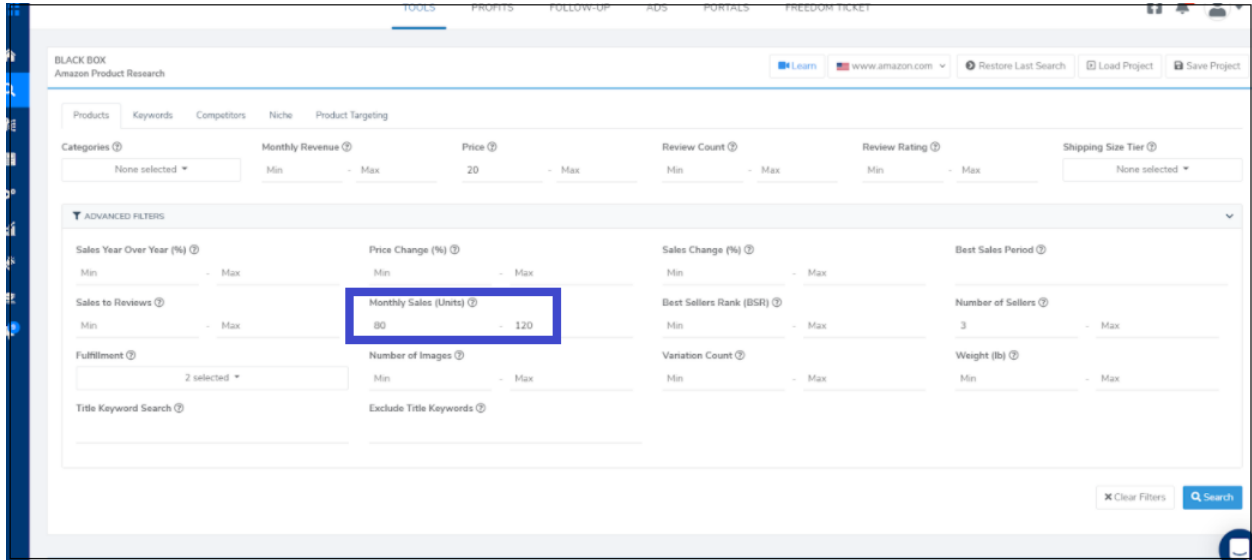 TOOLS PROFITS FOLLOW-UP ADS PORTALS FREEDOM TICKET
BLACK BOX
Amazon Product Research
Learn www.amazon.com Restore Last Search Load Project Save Project
Products Keywords Competitors Niche Product Targeting
Categories Monthly Revenue Price Review Count Review Rating Shipping Size Tier
None selected Min - Max 20 - Max Min - Max Min - Max None selected
ADVANCED FILTERS
Sales Year Over Year (%) Price Change (%) Sales Change (%) Best Sales Period
Min - Max Min - Max Min - Max
Sales to Reviews Monthly Sales (Units) Best Sellers Rank (BSR) Number of Sellers
Min - Max 80 - 120 Min - Max 3 - Max
Fulfillment Number of Images Variation Count Weight (lb)
2 selected Min - Max Min - Max Min - Max
Title Keyword Search Exclude Title Keywords
Clear Filters Search